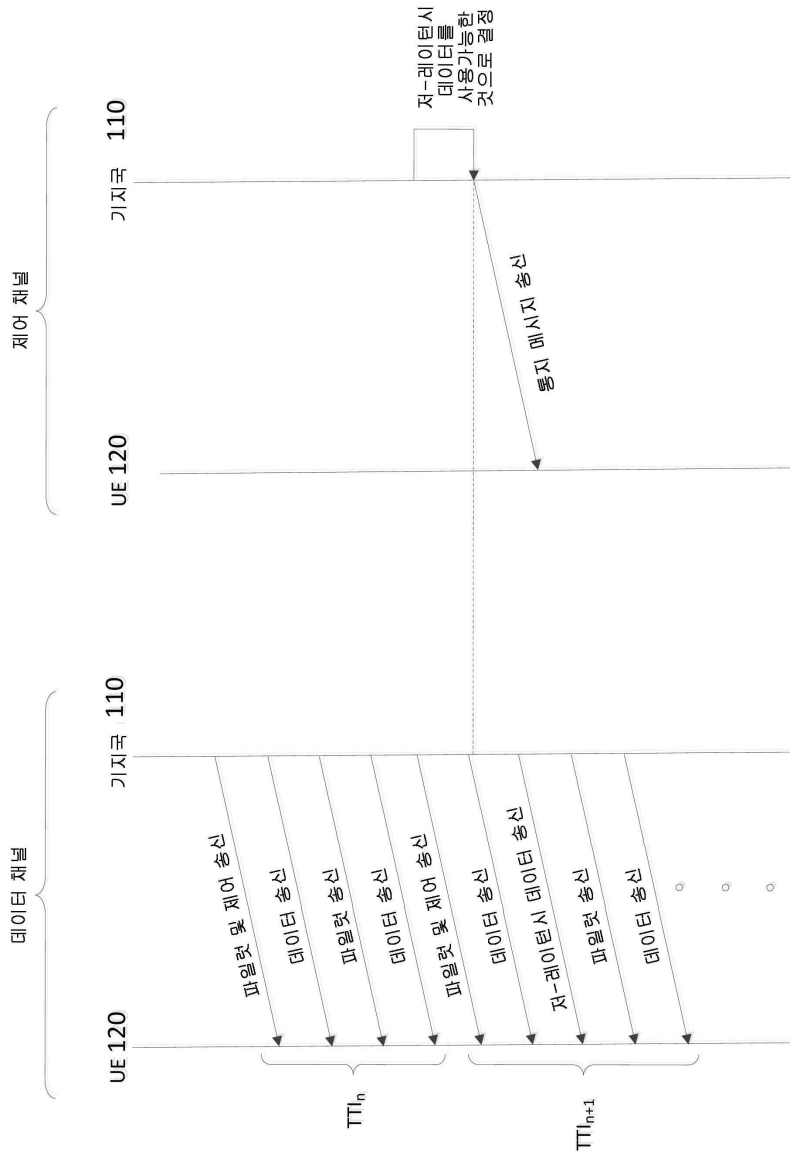 데이터 채널
제어 채널
UE 120
기지국 110
UE 120
기지국 110
저-레이턴시
데이터를
사용가능한
것으로 결정
파일럿 및 제어 송신
데이터 송신
파일럿 송신
데이터 송신
파일럿 및 제어 송신
데이터 송신
저-레이턴시 데이터 송신
파일럿 송신
데이터 송신
통지 메시지 송신
TTIn
TTIn+1